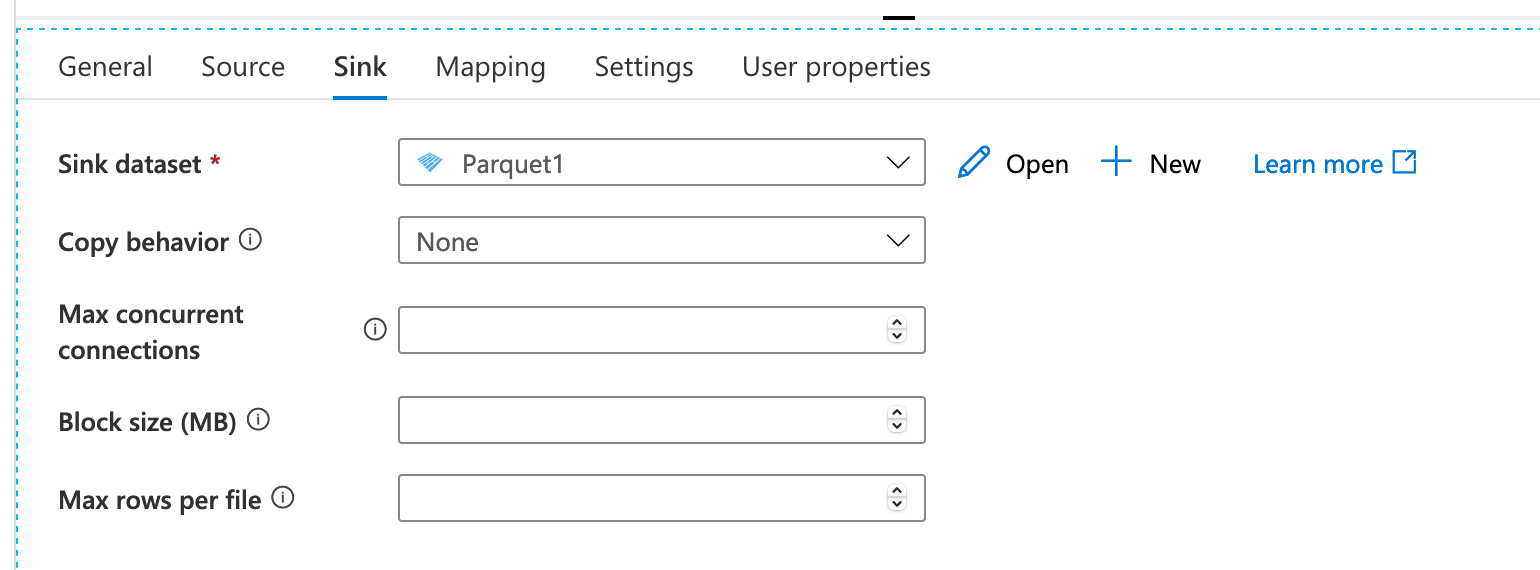 General Source Sink Mapping Settings User properties
Sink dataset * Parquet1 Open New Learn more
Copy behavior None
Max concurrent
connections
Block size (MB)
Max rows per file